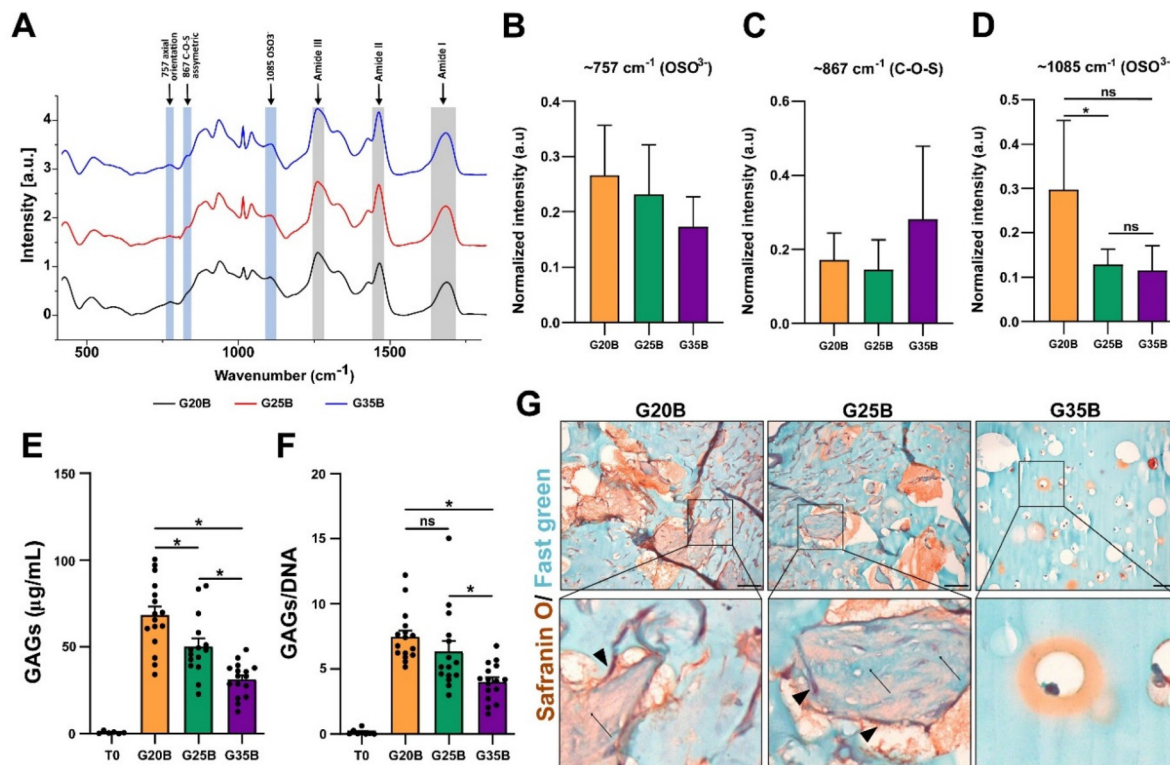 A
B
C
D
757 axial
orientation
867 C-O-S
assymetric
1085 OSO3-
Amide III
Amide II
Amide I
Intensity [a.u.]
4
3
2
1
0
500
1000
1500
Wavenumber (cm-1)
G20B
G25B
G35B
~757 cm-1 (OSO3-)
Normalized intensity (a.u)
0.4
0.3
0.2
0.1
0.0
G20B
G25B
G35B
~867 cm-1 (C-O-S)
Normalized intensity (a.u)
0.6
0.4
0.2
0.0
G20B
G25B
G35B
~1085 cm-1 (OSO3-
ns
*
ns
Normalized intensity (a.u)
0.5
0.4
0.3
0.2
0.1
0.0
G20B
G25B
G35B
E
GAGs (µg/mL)
150
100
50
0
*
*
*
T0
G20B
G25B
G35B
F
GAGs/DNA
20
15
10
5
0
*
ns
*
T0
G20B
G25B
G35B
G
G20B
G25B
G35B
Safranin O/ Fast green